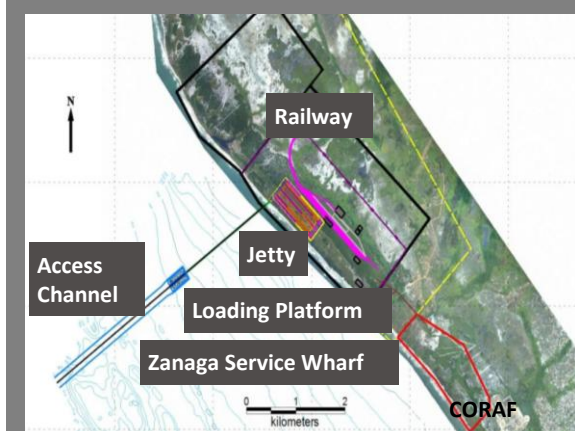 N
Railway
Jetty
Access
Channel
Loading Platform
Zanaga Service Wharf
0 1 2
kilometers
CORAF